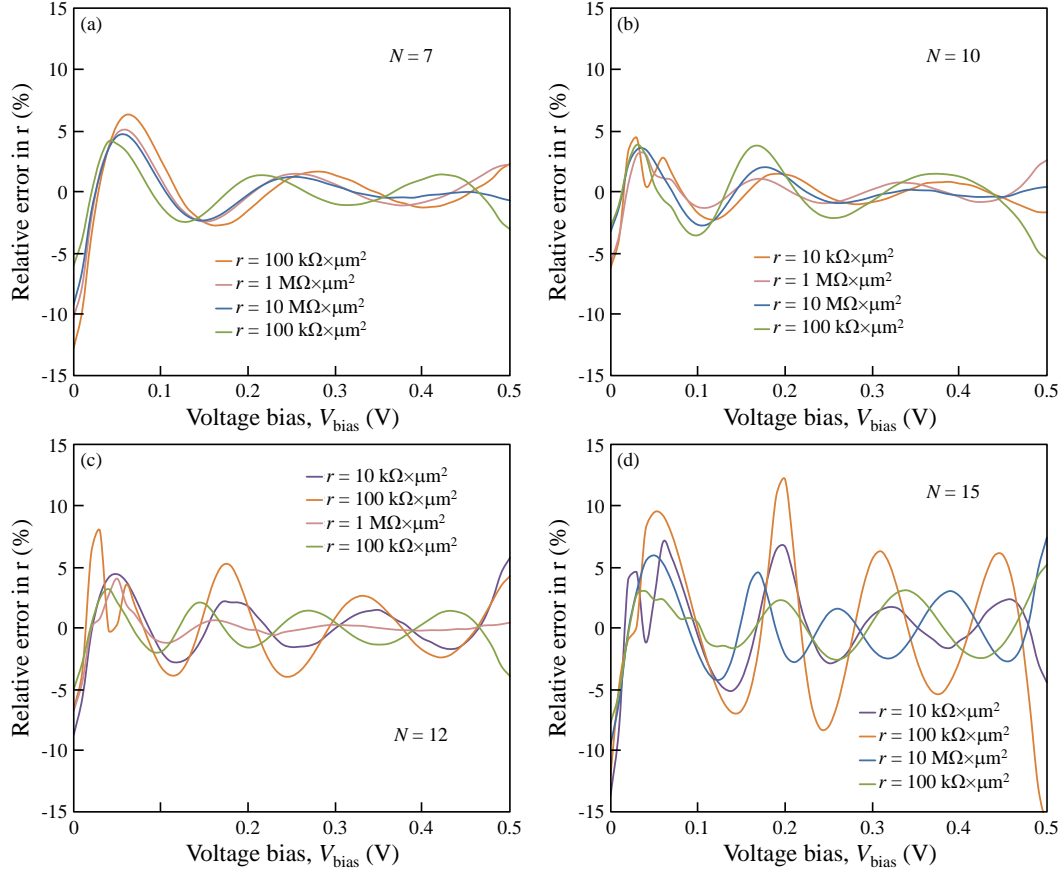 (a)
N = 7
Relative error in r (%)
15
10
5
0
-5
-10
-15
r = 100 kΩ×μm²
r = 1 MΩ×μm²
r = 10 MΩ×μm²
r = 100 kΩ×μm²
0 0.1 0.2 0.3 0.4 0.5
Voltage bias, Vbias (V)
(b)
N = 10
Relative error in r (%)
15
10
5
0
-5
-10
-15
r = 10 kΩ×μm²
r = 1 MΩ×μm²
r = 10 MΩ×μm²
r = 100 kΩ×μm²
0 0.1 0.2 0.3 0.4 0.5
Voltage bias, Vbias (V)
(c)
r = 10 kΩ×μm²
r = 100 kΩ×μm²
r = 1 MΩ×μm²
r = 100 kΩ×μm²
Relative error in r (%)
15
10
5
0
-5
-10
-15
N = 12
0 0.2 0.3 0.4 0.5
Voltage bias, Vbias (V)
(d)
N = 15
Relative error in r (%)
15
10
5
0
-5
-10
-15
r = 10 kΩ×μm²
r = 100 kΩ×μm²
r = 10 MΩ×μm²
r = 100 kΩ×μm²
0 0.1 0.2 0.3 0.4 0.5
Voltage bias, Vbias (V)